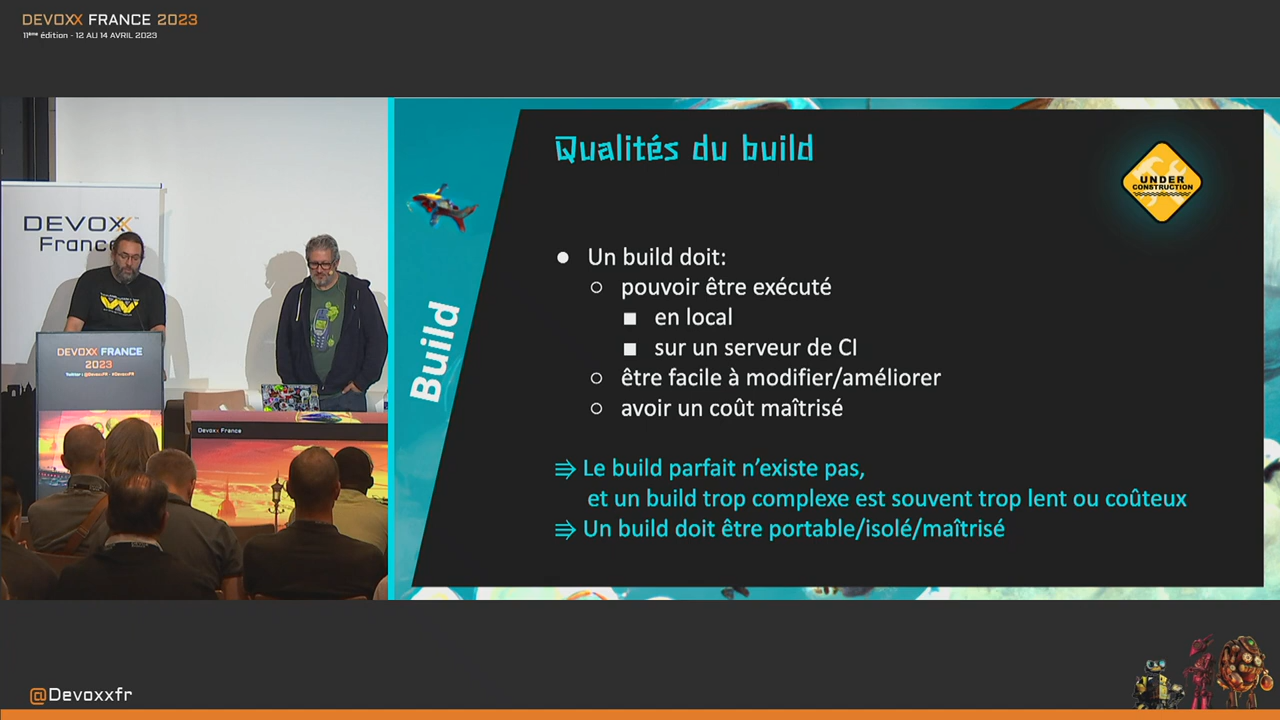 DEVOXX FRANCE 2023
11ème édition - 12 AU 14 AVRIL 2023
DEVOXX
France
DEVOXX FRANCE
2023
Twitter : @DevoxxFR - #DevoxxFR
Devoxx France
Build
Qualités du build
UNDER
CONSTRUCTION
● Un build doit:
○ pouvoir être exécuté
■ en local
■ sur un serveur de CI
○ être facile à modifier/améliorer
○ avoir un coût maîtrisé
⇛ Le build parfait n’existe pas,
et un build trop complexe est souvent trop lent ou coûteux
⇛ Un build doit être portable/isolé/maîtrisé
@Devoxxfr